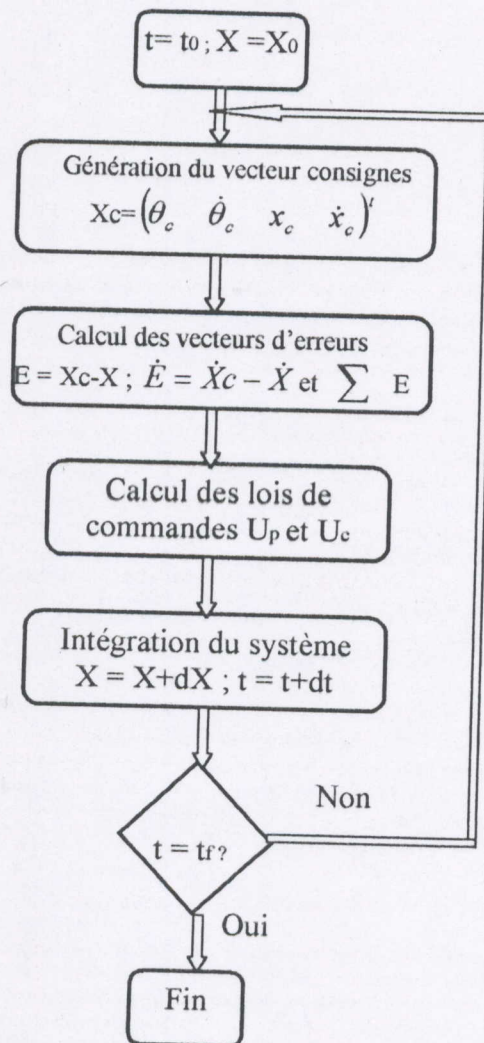 t= t0 ; X =X0
Génération du vecteur consignes
Xc=(θc θ̇c xc ẋc)^t
Calcul des vecteurs d'erreurs
E = Xc-X ; Ė = Ẋc − Ẋ et ∑ E
Calcul des lois de
commandes Up et Uc
Intégration du système
X = X+dX ; t = t+dt
Non
t = tf?
Oui
Fin